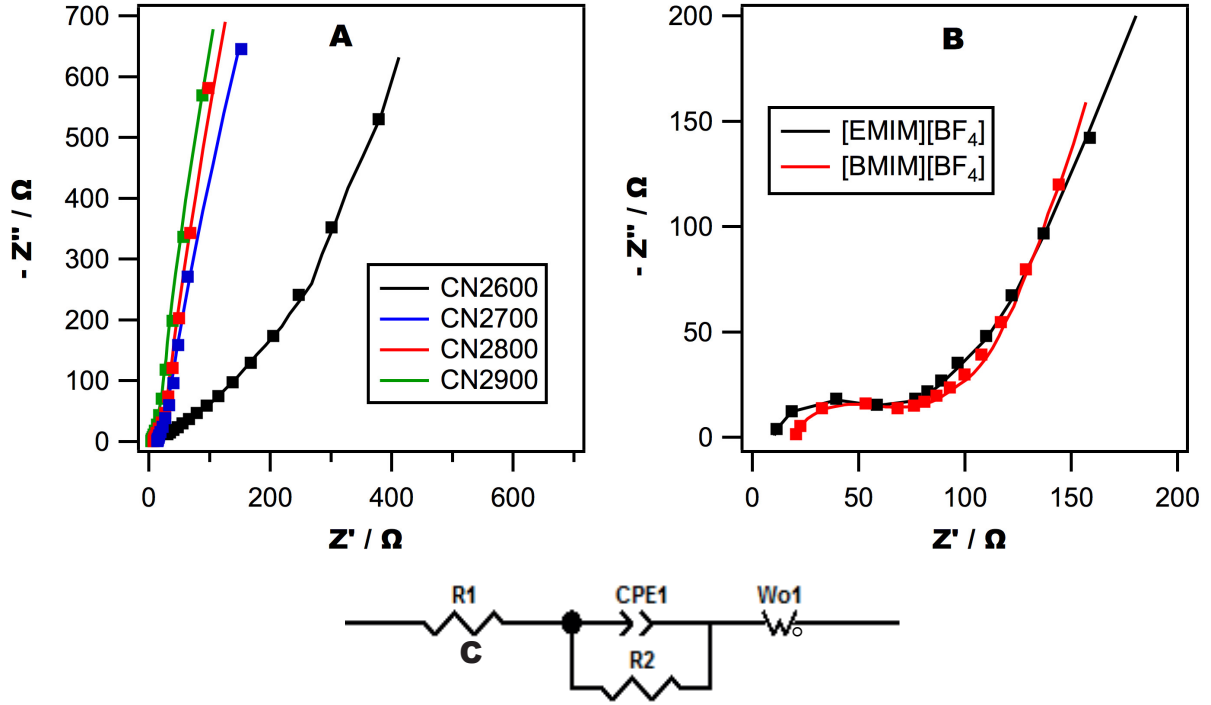 A
700
600
500
400
300
200
100
0
- Z" / Ω
0
200
400
600
Z' / Ω
CN2600
CN2700
CN2800
CN2900
B
200
150
100
50
0
- Z" / Ω
0
50
100
150
200
Z' / Ω
[EMIM][BF₄]
[BMIM][BF₄]
R1
CPE1
Wo1
C
R2